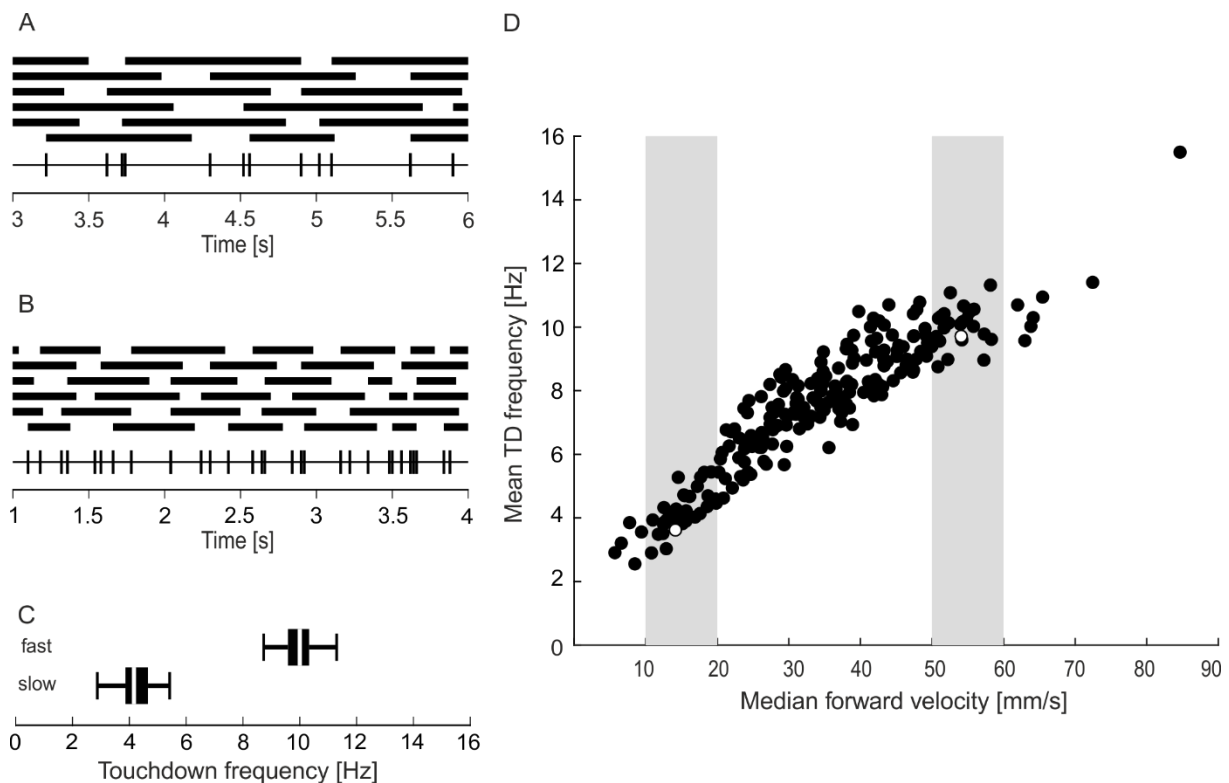 A
3 3.5 4 4.5 5 5.5 6
Time [s]
B
1 1.5 2 2.5 3 3.5 4
Time [s]
C
fast
slow
0 2 4 6 8 10 12 14 16
Touchdown frequency [Hz]
D
Mean TD frequency [Hz]
16
14
12
10
8
6
4
2
0
10 20 30 40 50 60 70 80 90
Median forward velocity [mm/s]